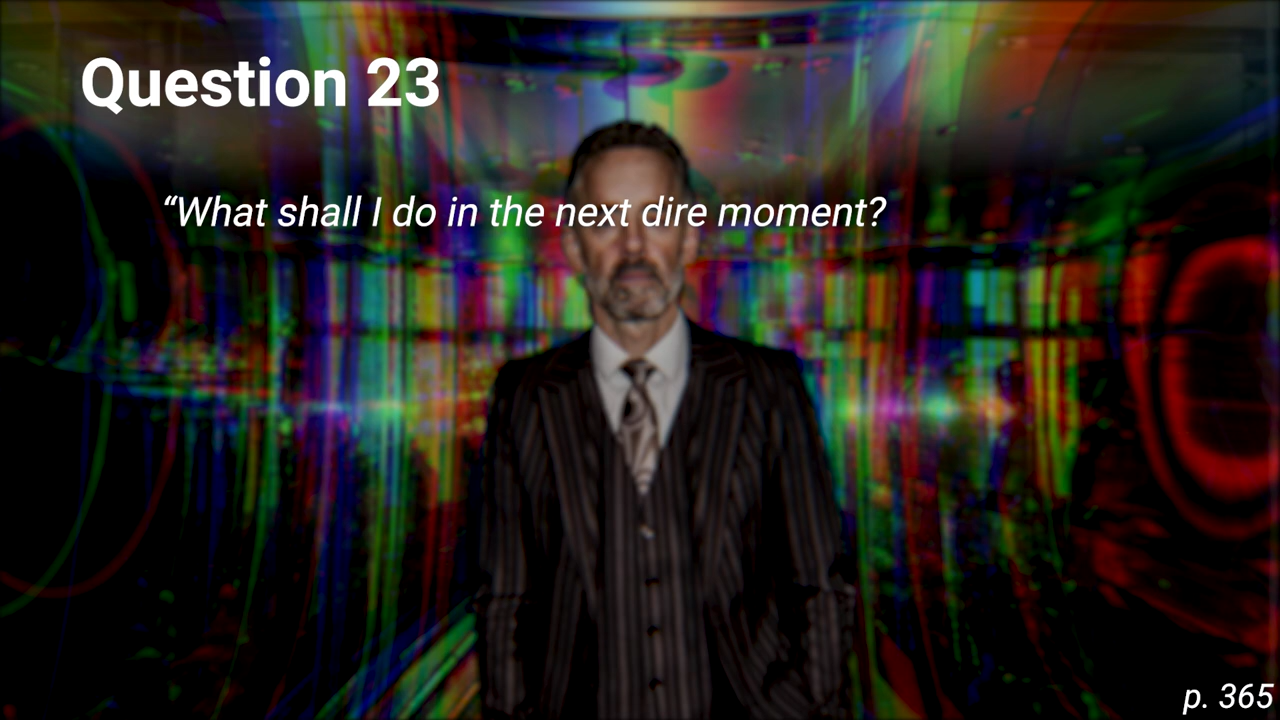 Question 23
“What shall I do in the next dire moment?
p. 365